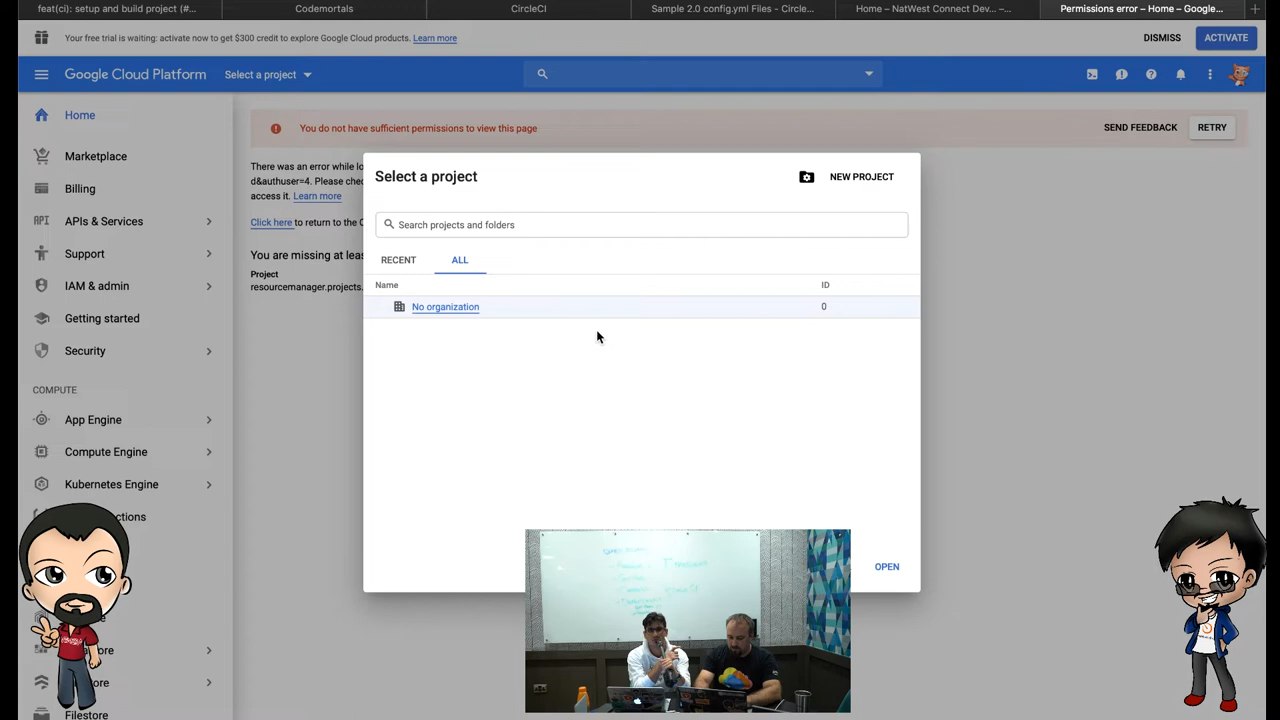 feat(ci): setup and build project (#...
Codemortals
CircleCI
Sample 2.0 config.yml Files - Circle...
Home – NatWest Connect Dev... –...
Permissions error – Home – Google...
Your free trial is waiting: activate now to get $300 credit to explore Google Cloud products. Learn more
DISMISS
ACTIVATE
Google Cloud Platform
Select a project
Home
Marketplace
Billing
API APIs & Services
Support
IAM & admin
Getting started
Security
COMPUTE
App Engine
Compute Engine
Kubernetes Engine
ctions
ore
ore
Filestore
You do not have sufficient permissions to view this page
SEND FEEDBACK
RETRY
There was an error while lo
d&authuser=4. Please chec
access it. Learn more
Click here to return to the C
You are missing at leas
Project
resourcemanager.projects.
Select a project
NEW PROJECT
Search projects and folders
RECENT
ALL
Name
ID
No organization
0
OPEN